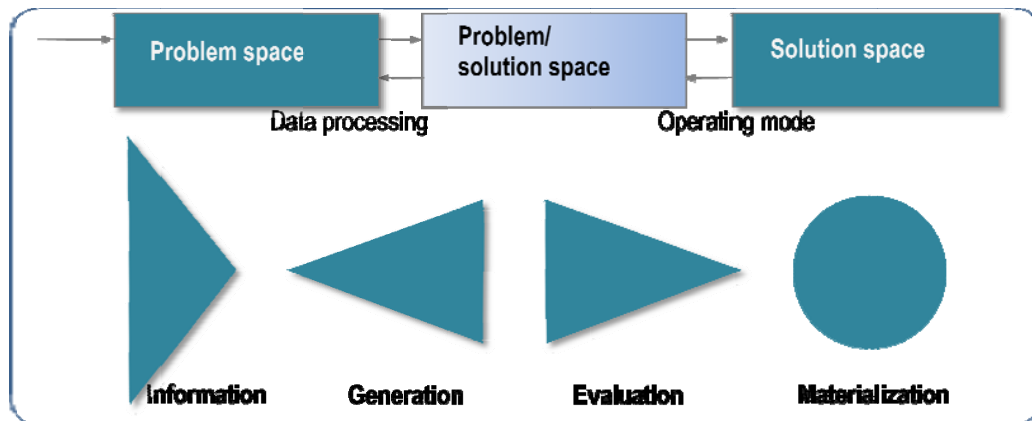 Problem space
Problem/
solution space
Solution space
Data processing
Operating mode
Information
Generation
Evaluation
Materialization